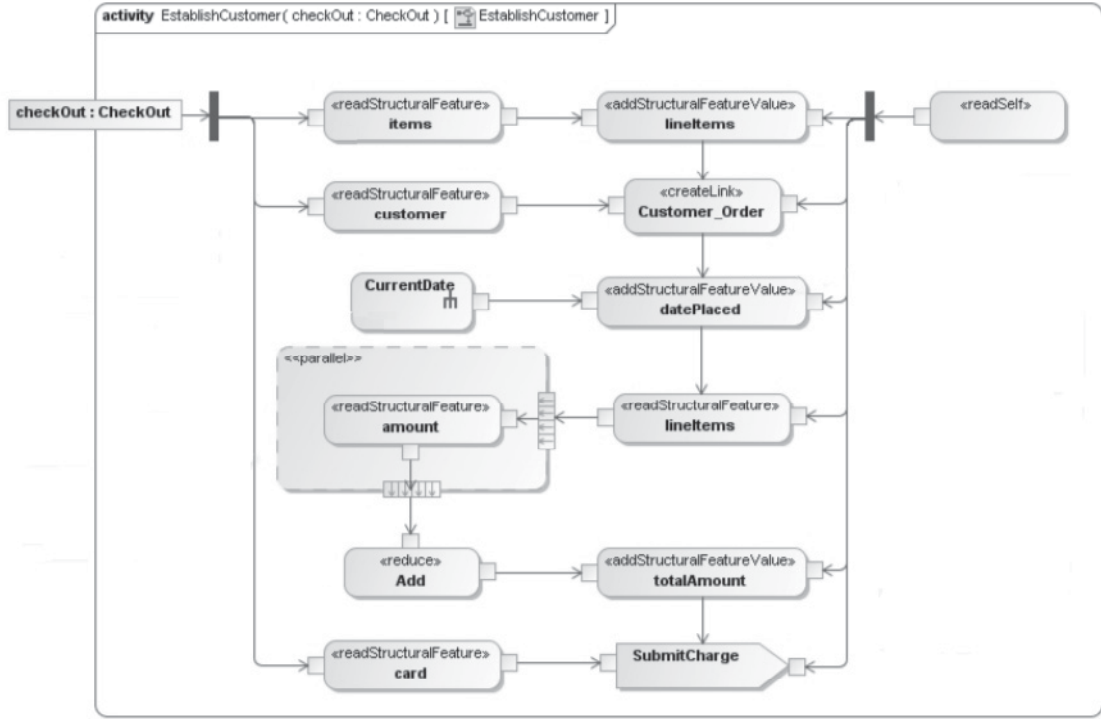 activity EstablishCustomer( checkOut : CheckOut ) [ EstablishCustomer ]
checkOut : CheckOut
«readStructuralFeature»
items
«addStructuralFeatureValue»
lineItems
«readSelf»
«readStructuralFeature»
customer
«createLink»
Customer_Order
CurrentDate
«addStructuralFeatureValue»
datePlaced
<<parallel>>
«readStructuralFeature»
amount
«readStructuralFeature»
lineItems
«reduce»
Add
«addStructuralFeatureValue»
totalAmount
«readStructuralFeature»
card
SubmitCharge